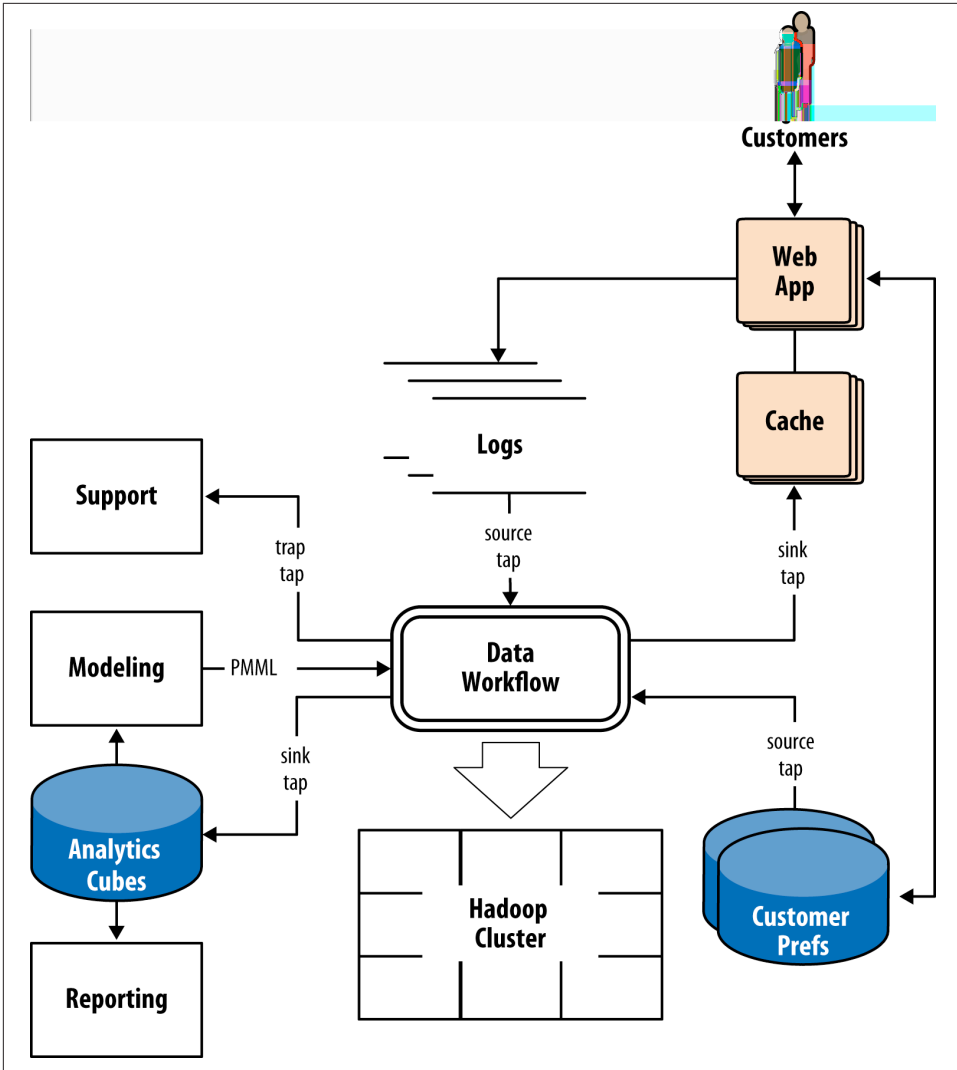 Customers
Web
App
Cache
Logs
Support
source
tap
trap
tap
sink
tap
Modeling
PMML
Data
Workflow
sink
tap
source
tap
Analytics
Cubes
Hadoop
Cluster
Customer
Prefs
Reporting